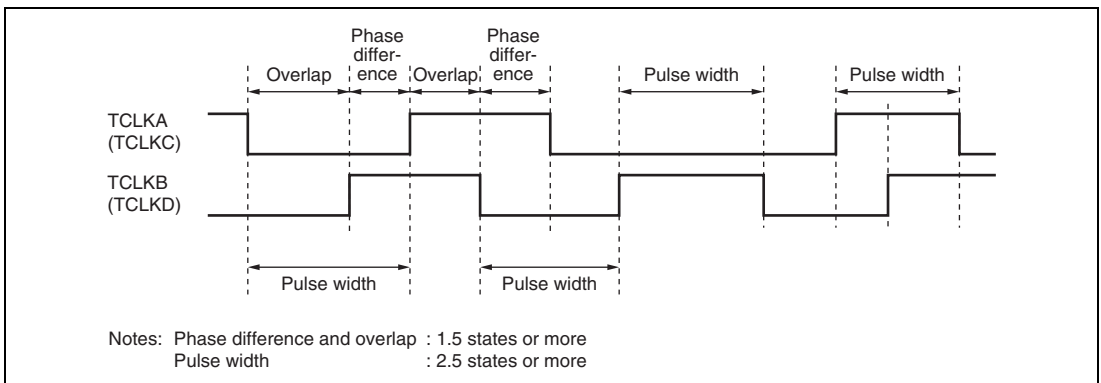 Phase
differ-
ence
Phase
differ-
ence
Overlap
Overlap
Pulse width
Pulse width
TCLKA
(TCLKC)
TCLKB
(TCLKD)
Pulse width
Pulse width
Notes: Phase difference and overlap : 1.5 states or more
Pulse width : 2.5 states or more